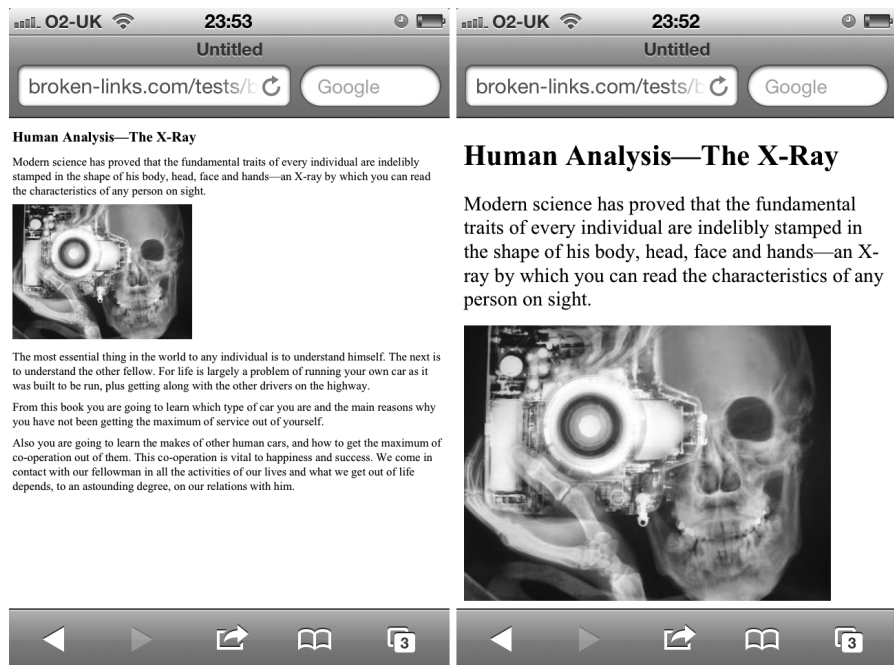 O2-UK 23:53
Untitled
broken-links.com/tests/b Google
Human Analysis—The X-Ray
Modern science has proved that the fundamental traits of every individual are indelibly
stamped in the shape of his body, head, face and hands—an X-ray by which you can read
the characteristics of any person on sight.
The most essential thing in the world to any individual is to understand himself. The next is
to understand the other fellow. For life is largely a problem of running your own car as it
was built to be run, plus getting along with the other drivers on the highway.
From this book you are going to learn which type of car you are and the main reasons why
you have not been getting the maximum of service out of yourself.
Also you are going to learn the makes of other human cars, and how to get the maximum of
co-operation out of them. This co-operation is vital to happiness and success. We come in
contact with our fellowman in all the activities of our lives and what we get out of life
depends, to an astounding degree, on our relations with him.
3
O2-UK 23:52
Untitled
broken-links.com/tests/b Google
Human Analysis—The X-Ray
Modern science has proved that the fundamental
traits of every individual are indelibly stamped in
the shape of his body, head, face and hands—an X-
ray by which you can read the characteristics of any
person on sight.
3